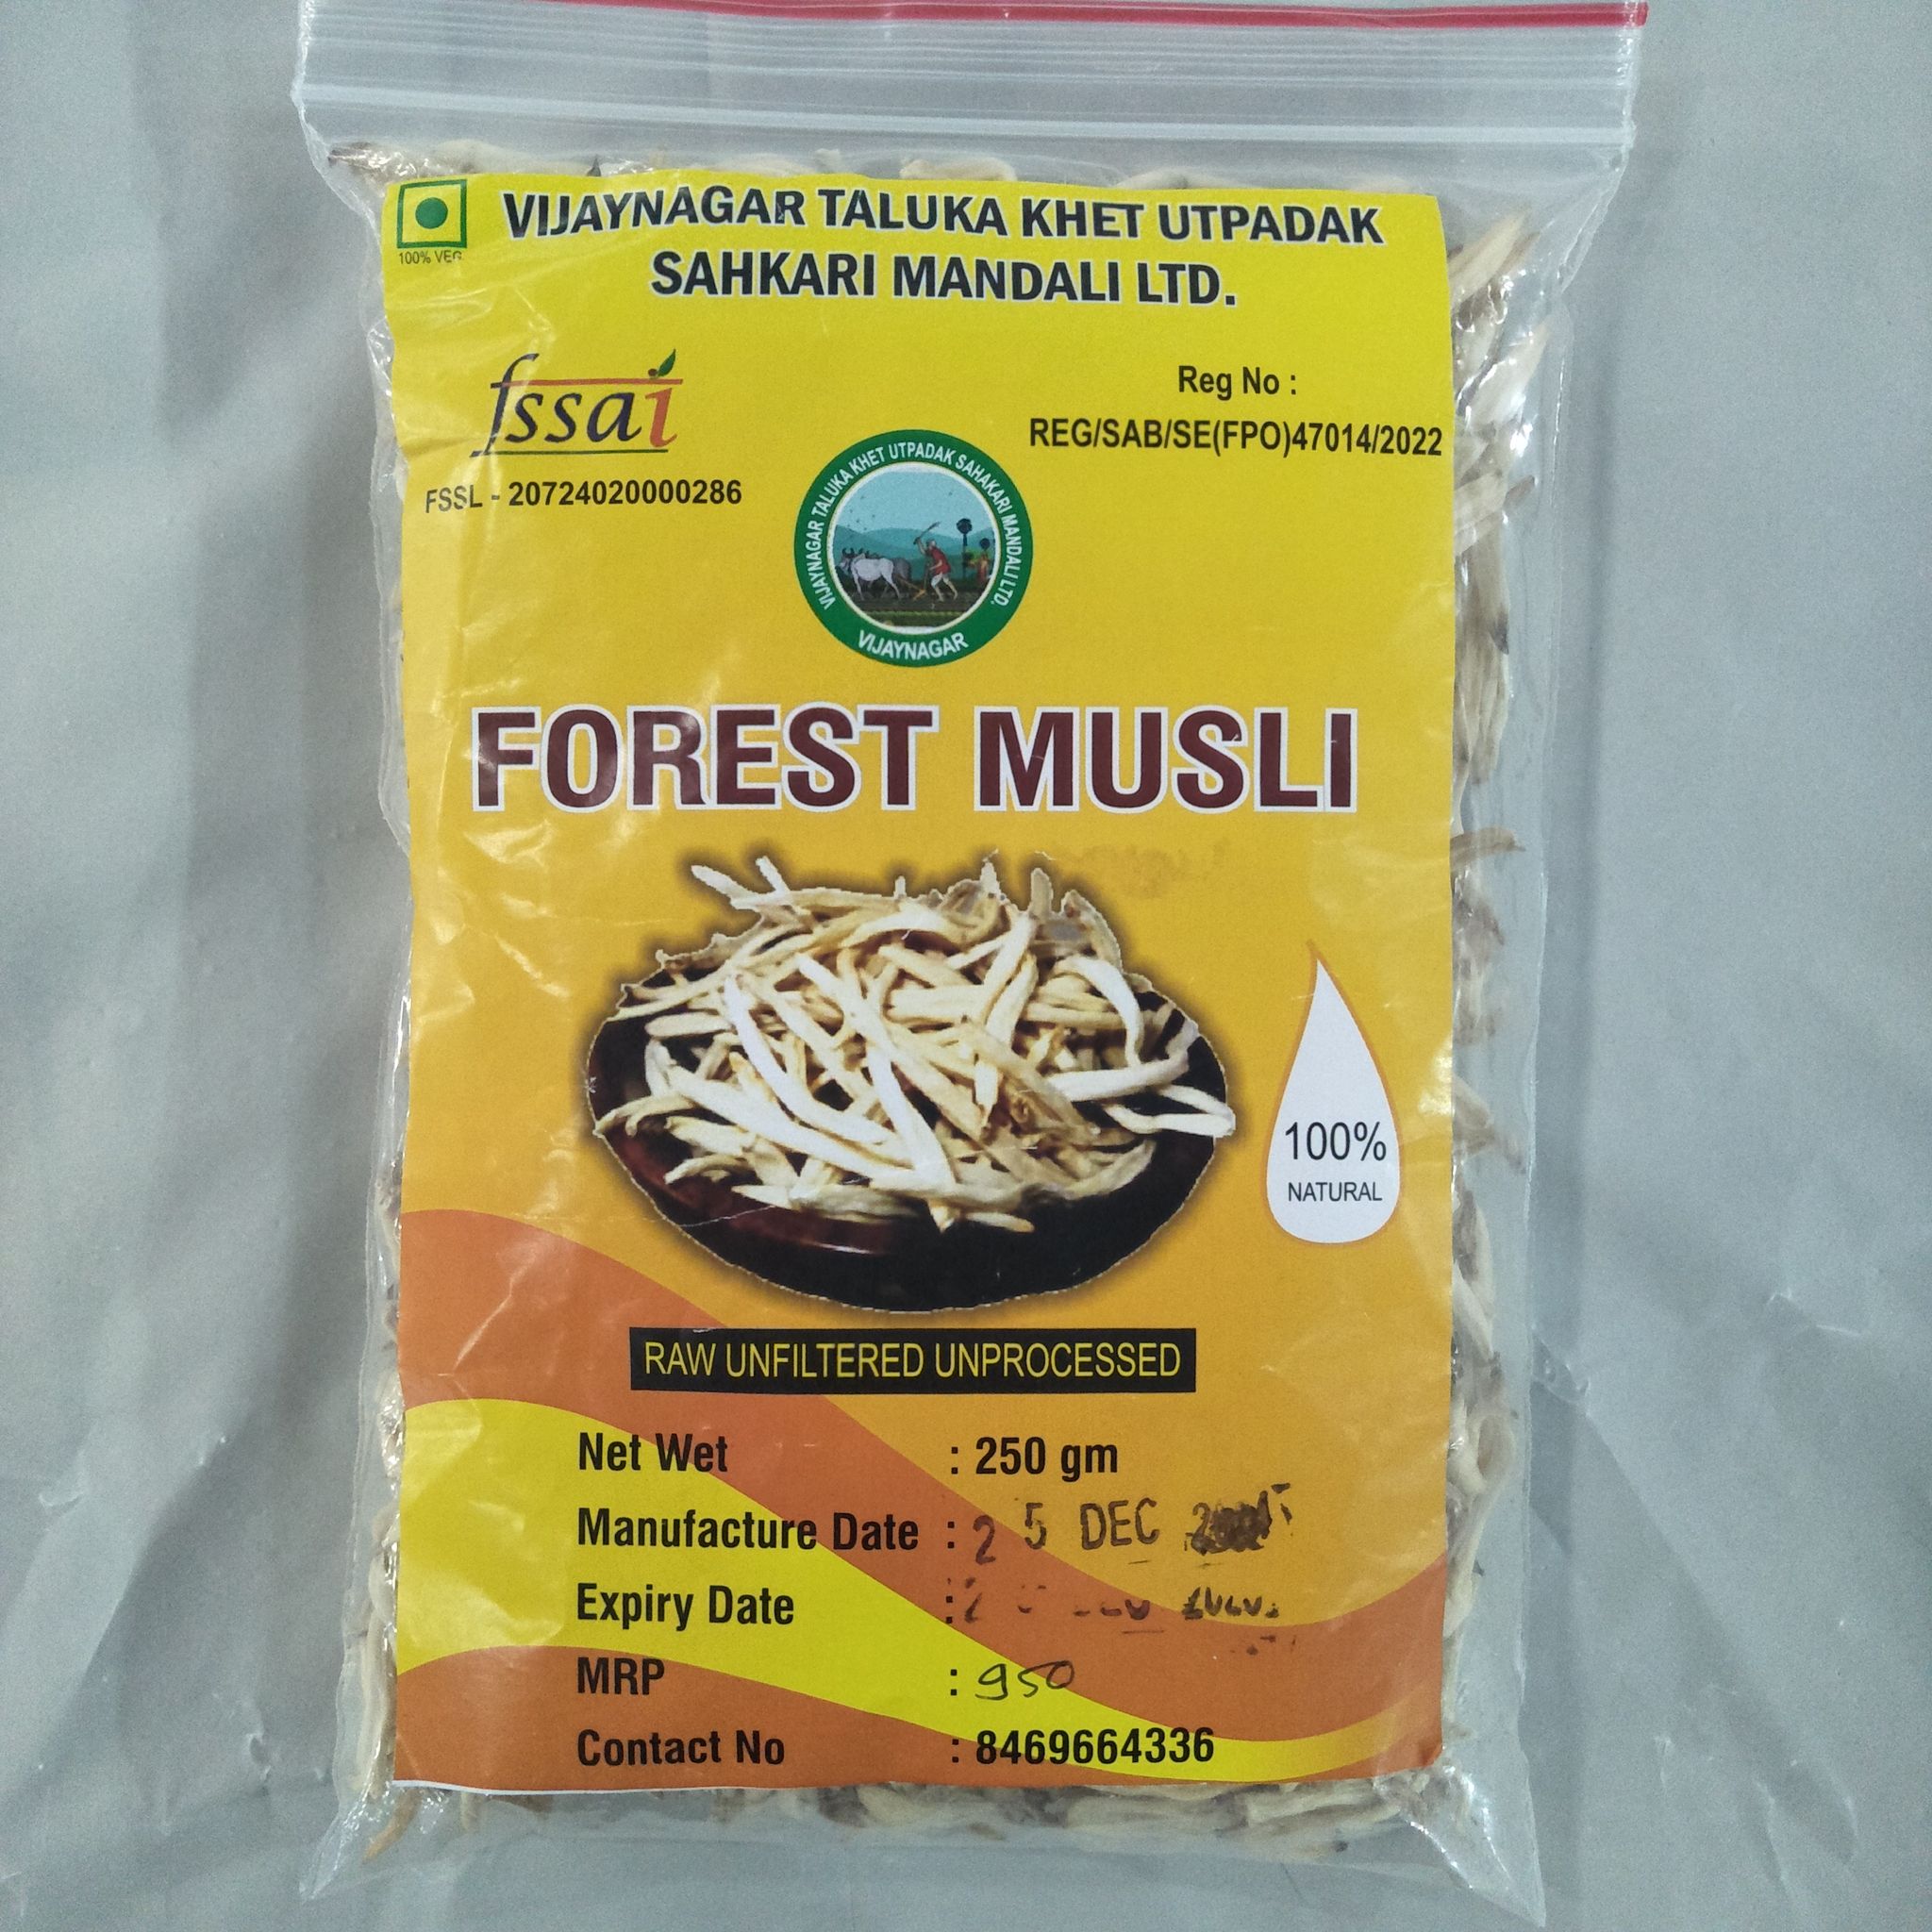 100% VEG
VIJAYNAGAR TALUKA KHET UTPADAK
SAHKARI MANDALI LTD.
fssai
FSSL - 20724020000286
Reg No :
REG/SAB/SE(FPO)47014/2022
VIJAYNAGAR TALUKA KHET UTPADAK SAHAKARI MANDALI LTD.
VIJAYNAGAR
FOREST MUSLI
100%
NATURAL
RAW UNFILTERED UNPROCESSED
Net Wet : 250 gm
Manufacture Date : 25 DEC
Expiry Date :
MRP : 950
Contact No : 8469664336